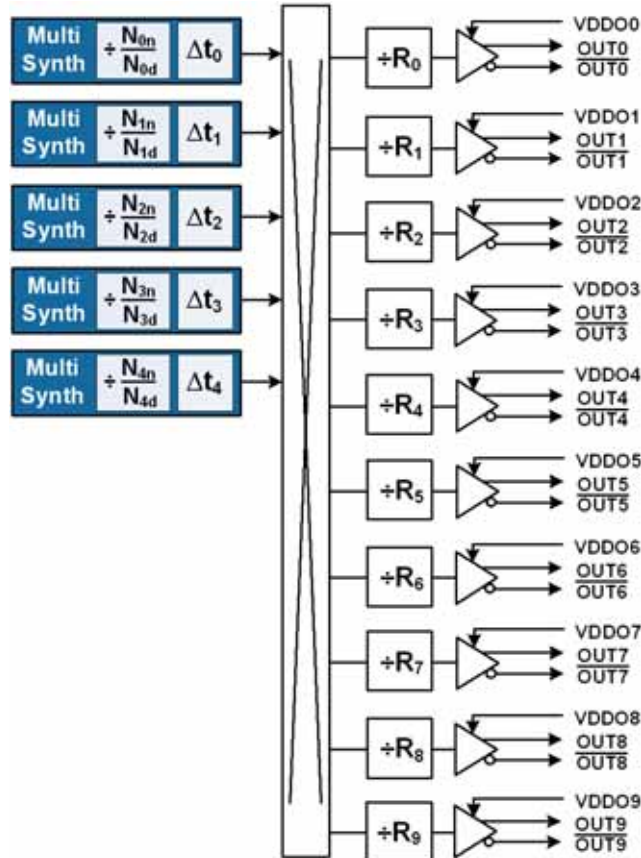 Multi Synth ÷ N0n/N0d Δt0
Multi Synth ÷ N1n/N1d Δt1
Multi Synth ÷ N2n/N2d Δt2
Multi Synth ÷ N3n/N3d Δt3
Multi Synth ÷ N4n/N4d Δt4
÷R0
VDDO0
OUT0
OUT0
÷R1
VDDO1
OUT1
OUT1
÷R2
VDDO2
OUT2
OUT2
÷R3
VDDO3
OUT3
OUT3
÷R4
VDDO4
OUT4
OUT4
÷R5
VDDO5
OUT5
OUT5
÷R6
VDDO6
OUT6
OUT6
÷R7
VDDO7
OUT7
OUT7
÷R8
VDDO8
OUT8
OUT8
÷R9
VDDO9
OUT9
OUT9